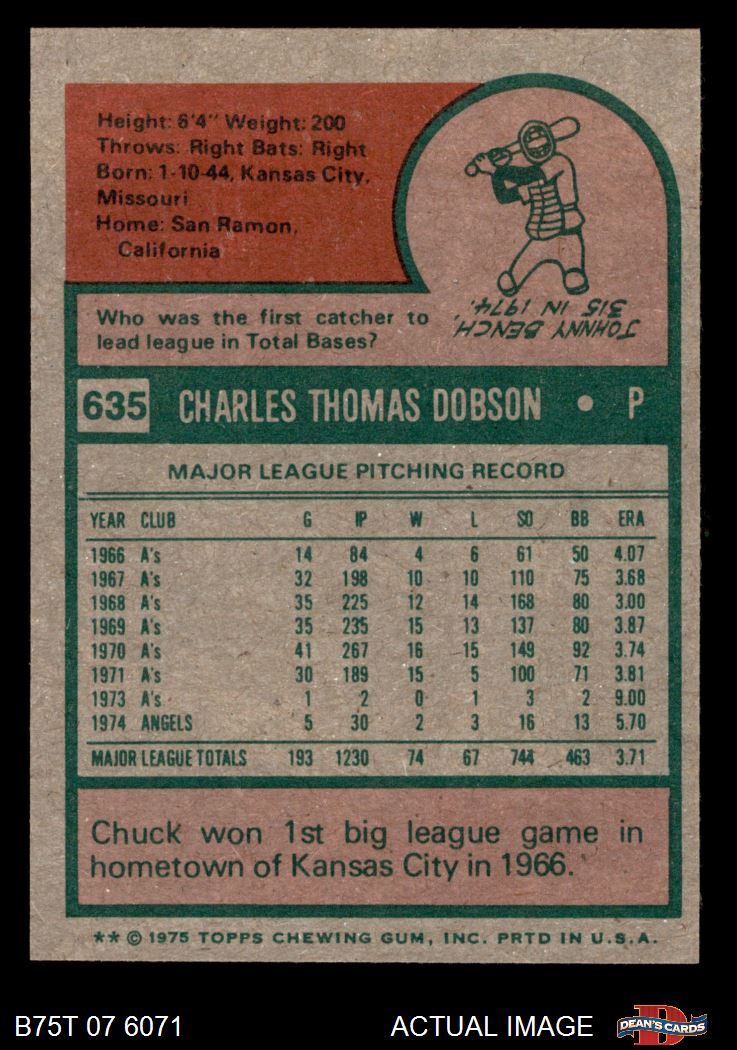 Height: 6'4" Weight: 200
Throws: Right Bats: Right
Born: 1-10-44, Kansas City,
Missouri
Home: San Ramon,
California
Who was the first catcher to
lead league in Total Bases?
JOHNNY BENCH,
315 IN 1974.
635 CHARLES THOMAS DOBSON • P
MAJOR LEAGUE PITCHING RECORD
YEAR CLUB G IP W L SO BB ERA
1966 A's 14 84 4 6 61 50 4.07
1967 A's 32 198 10 10 110 75 3.68
1968 A's 35 225 12 14 168 80 3.00
1969 A's 35 235 15 13 137 80 3.87
1970 A's 41 267 16 15 149 92 3.74
1971 A's 30 189 15 5 100 71 3.81
1973 A's 1 2 0 1 3 2 9.00
1974 ANGELS 5 30 2 3 16 13 5.70
MAJOR LEAGUE TOTALS 193 1230 74 67 744 463 3.71
Chuck won 1st big league game in
hometown of Kansas City in 1966.
** © 1975 TOPPS CHEWING GUM, INC. PRTD IN U.S.A.
B75T 07 6071 ACTUAL IMAGE D DEAN'S CARDS